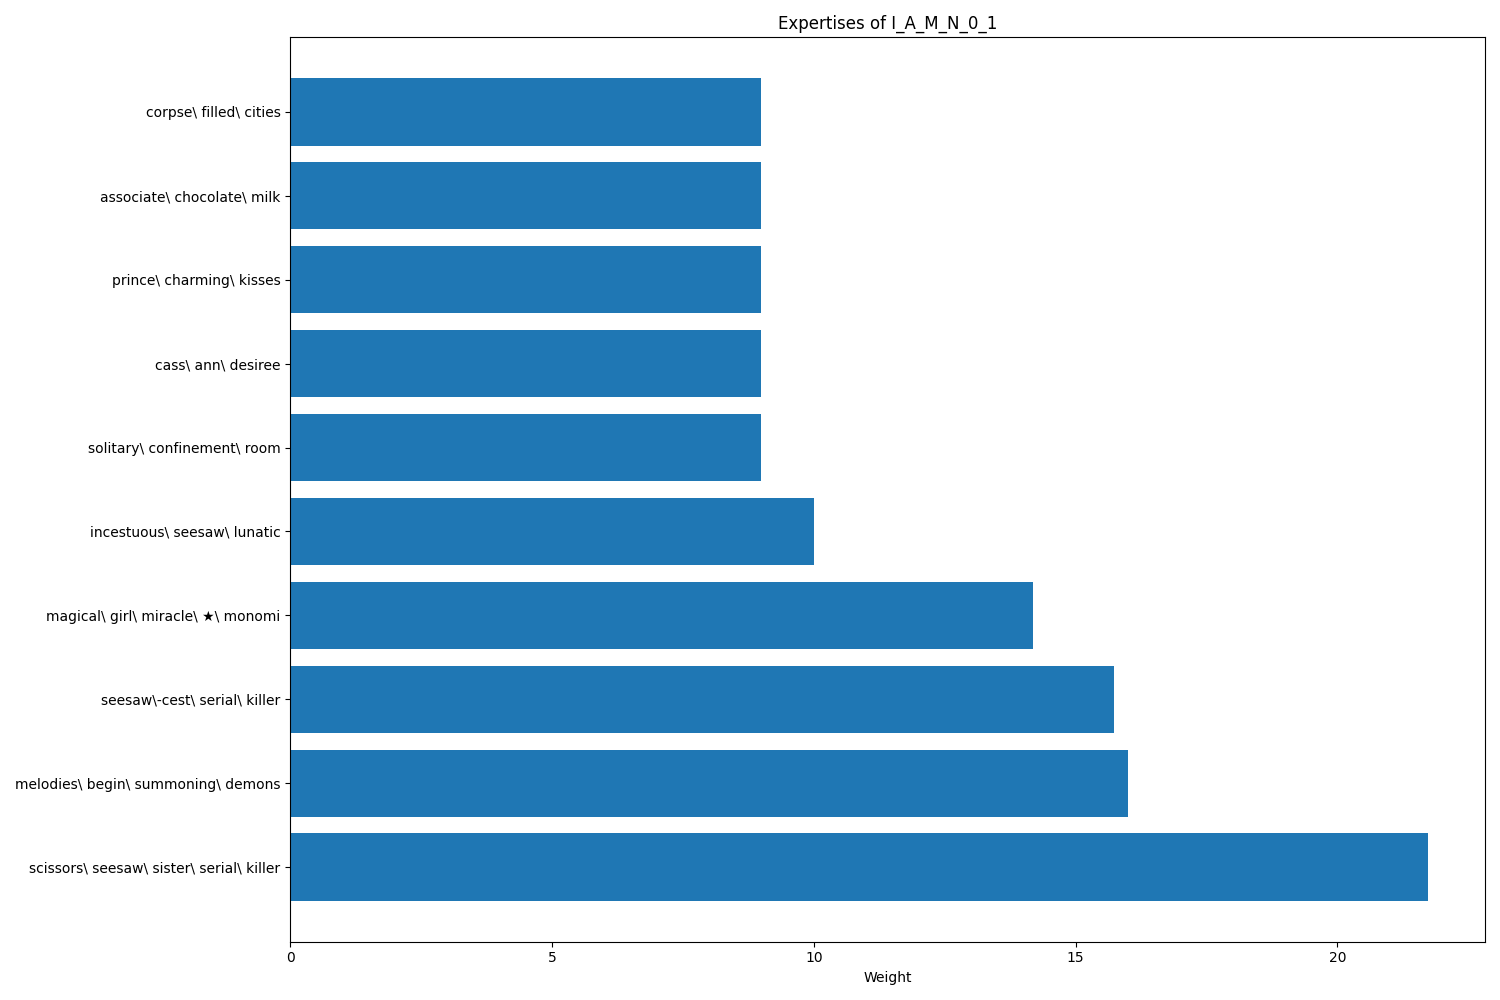 Expertises of I_A_M_N_0_1
corpse\ filled\ cities
associate\ chocolate\ milk
prince\ charming\ kisses
cass\ ann\ desiree
solitary\ confinement\ room
incestuous\ seesaw\ lunatic
magical\ girl\ miracle\ ★\ monomi
seesaw\-cest\ serial\ killer
melodies\ begin\ summoning\ demons
scissors\ seesaw\ sister\ serial\ killer
0 5 10 15 20
Weight